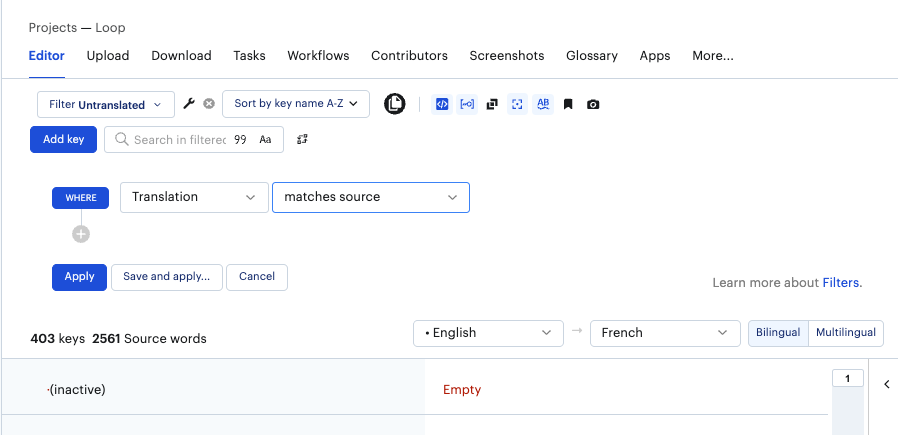 Projects — Loop
Editor Upload Download Tasks Workflows Contributors Screenshots Glossary Apps More...
Filter Untranslated Sort by key name A-Z
Add key Search in filtered 99 Aa
WHERE Translation matches source
Apply Save and apply... Cancel
Learn more about Filters.
403 keys 2561 Source words • English → French Bilingual Multilingual
·(inactive) Empty 1